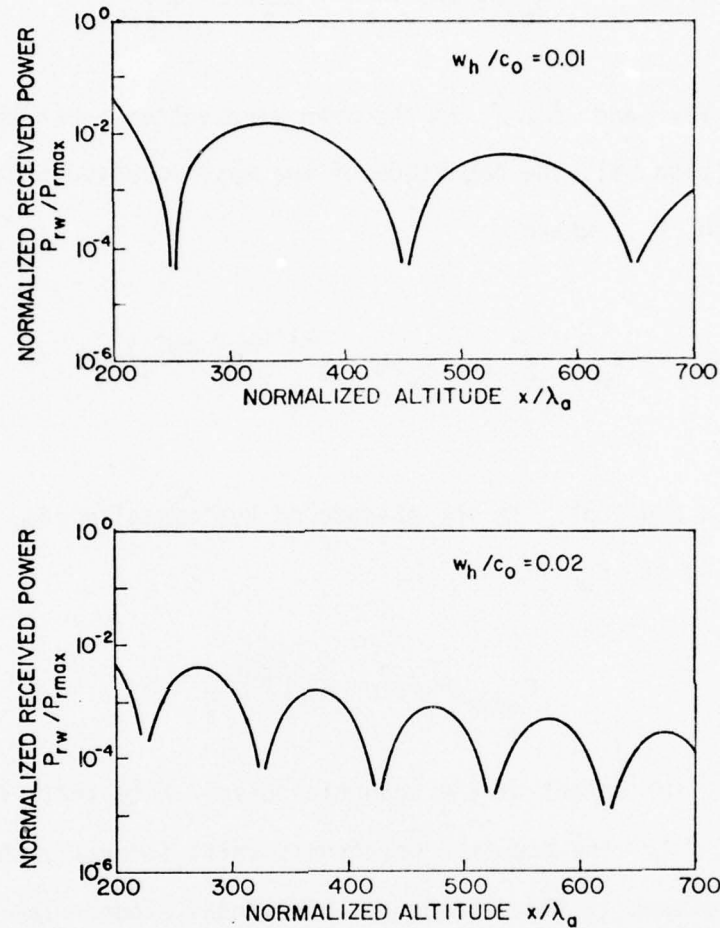 NORMALIZED RECEIVED POWER
P_rw/P_rmax
10⁰
10⁻²
10⁻⁴
10⁻⁶
w_h/c_o = 0.01
200 300 400 500 600 700
NORMALIZED ALTITUDE x/λ_a
NORMALIZED RECEIVED POWER
P_rw/P_rmax
10⁰
10⁻²
10⁻⁴
10⁻⁶
w_h/c_o = 0.02
200 300 400 500 600 700
NORMALIZED ALTITUDE x/λ_a